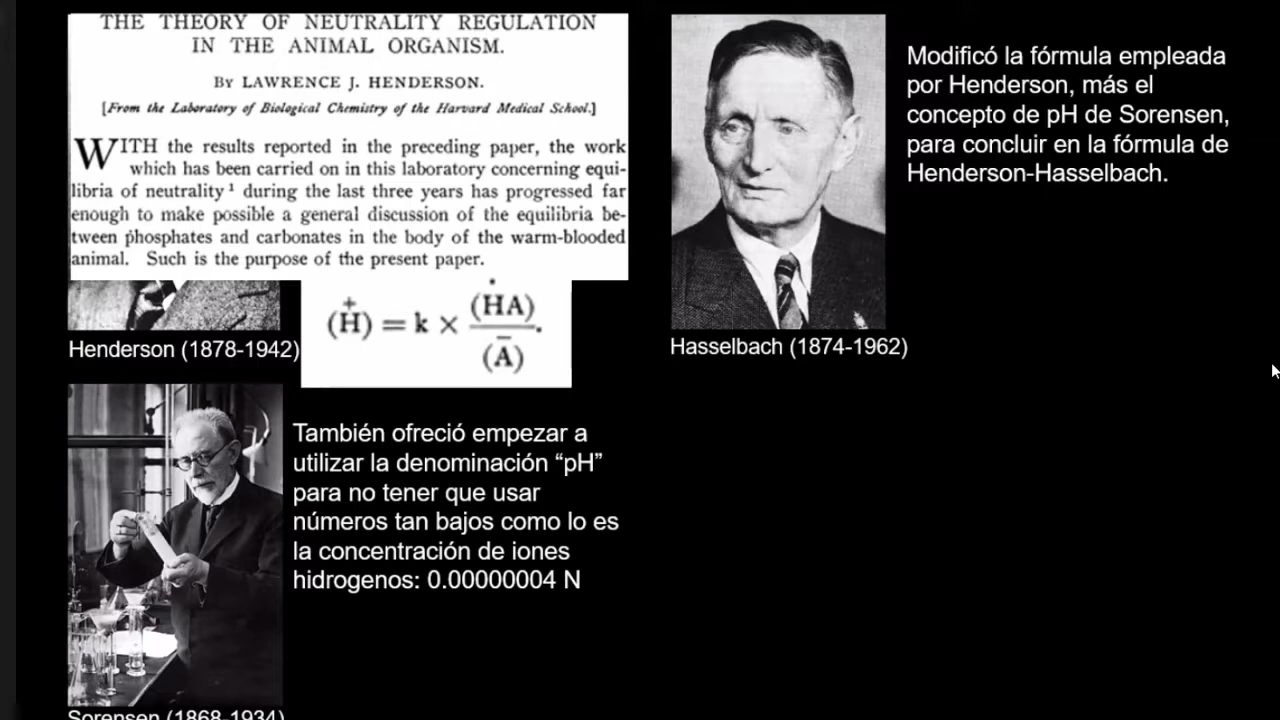 THE THEORY OF NEUTRALITY REGULATION
IN THE ANIMAL ORGANISM.
By LAWRENCE J. HENDERSON.
[From the Laboratory of Biological Chemistry of the Harvard Medical School.]
WITH the results reported in the preceding paper, the work
which has been carried on in this laboratory concerning equi-
libria of neutrality ¹ during the last three years has progressed far
enough to make possible a general discussion of the equilibria be-
tween phosphates and carbonates in the body of the warm-blooded
animal. Such is the purpose of the present paper.
(H⁺) = k × (HA) / (A⁻).
Henderson (1878-1942)
Modificó la fórmula empleada
por Henderson, más el
concepto de pH de Sorensen,
para concluir en la fórmula de
Henderson-Hasselbach.
Hasselbach (1874-1962)
También ofreció empezar a
utilizar la denominación “pH”
para no tener que usar
números tan bajos como lo es
la concentración de iones
hidrogenos: 0.00000004 N
Sorensen (1868-1934)